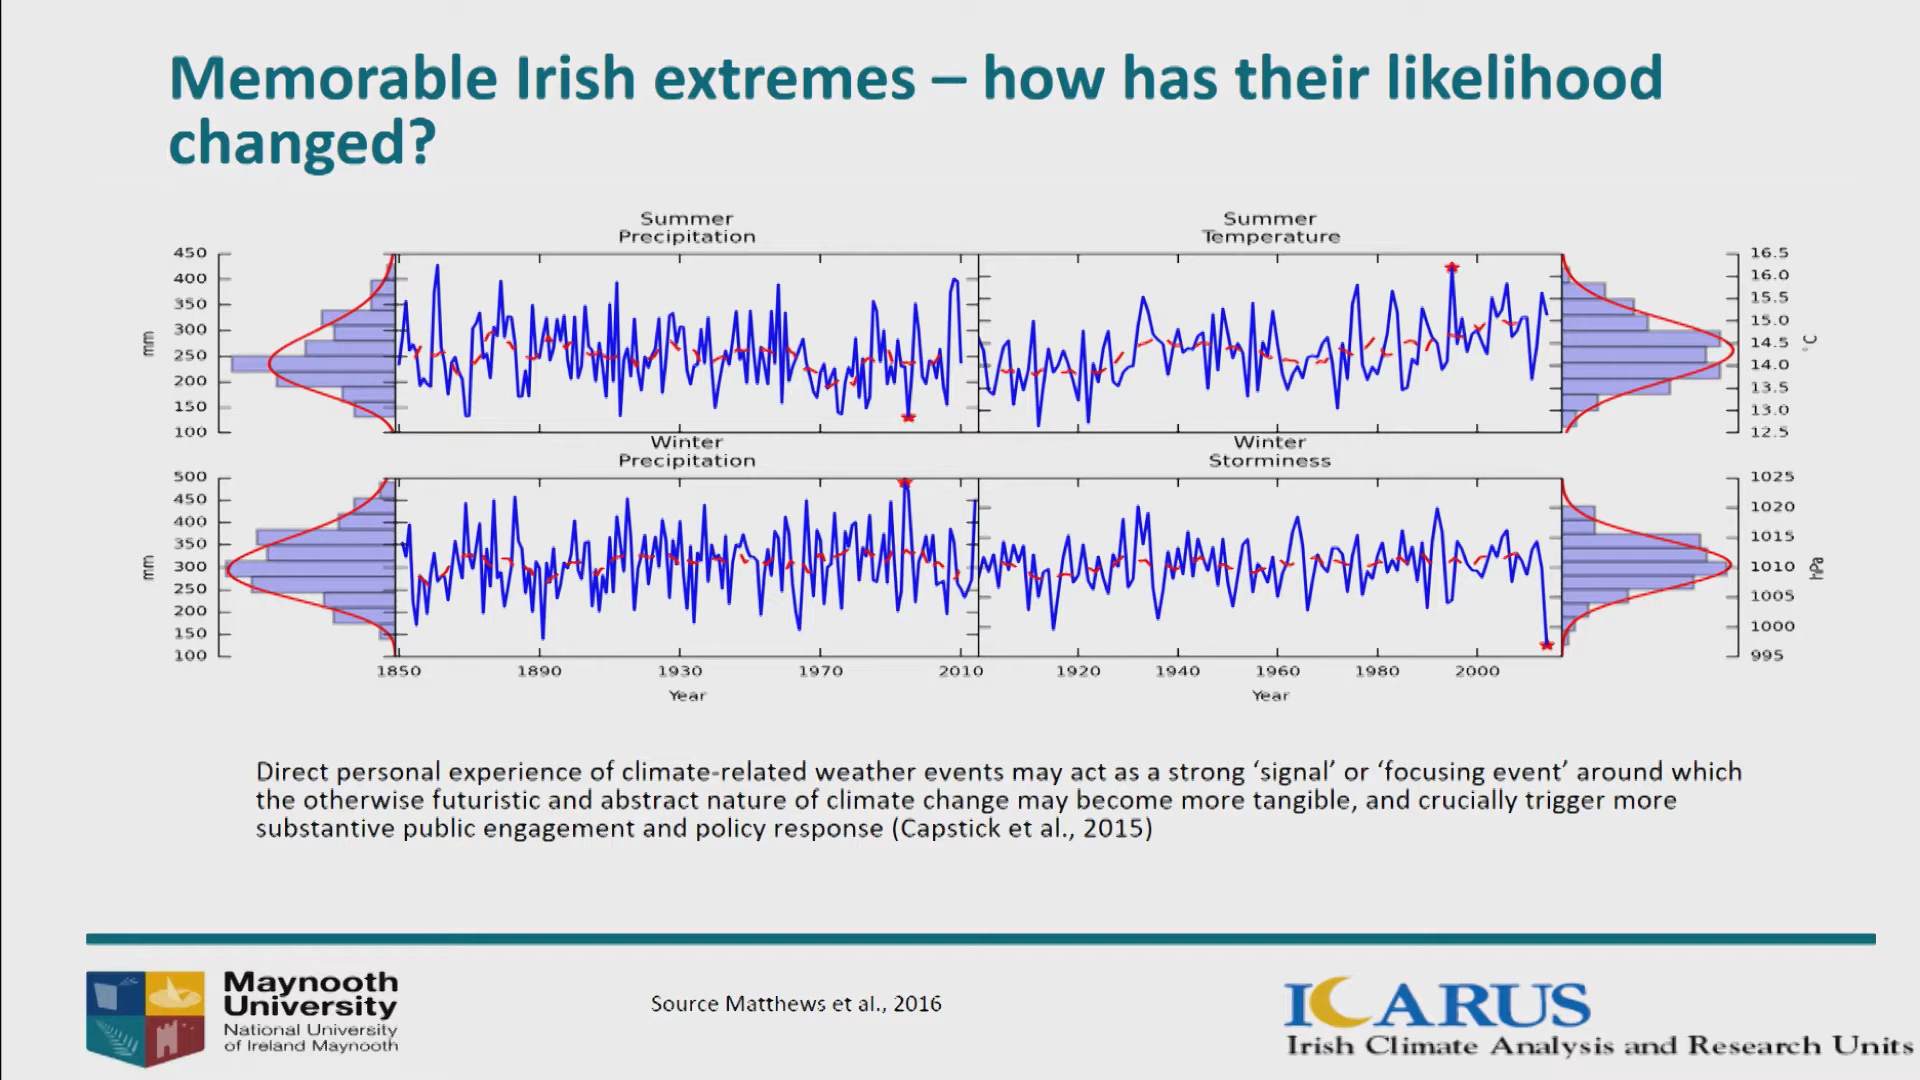 Memorable Irish extremes – how has their likelihood
changed?
Summer
Precipitation
Summer
Temperature
450
400
350
300
250
200
150
100
mm
16.5
16.0
15.5
15.0
14.5
14.0
13.5
13.0
12.5
°C
Winter
Precipitation
Winter
Storminess
500
450
400
350
300
250
200
150
100
mm
1025
1020
1015
1010
1005
1000
995
hPa
1850 1890 1930 1970 2010 1920 1940 1960 1980 2000
Year Year
Direct personal experience of climate-related weather events may act as a strong ‘signal’ or ‘focusing event’ around which
the otherwise futuristic and abstract nature of climate change may become more tangible, and crucially trigger more
substantive public engagement and policy response (Capstick et al., 2015)
Maynooth
University
National University
of Ireland Maynooth
Source Matthews et al., 2016
ICARUS
Irish Climate Analysis and Research Units